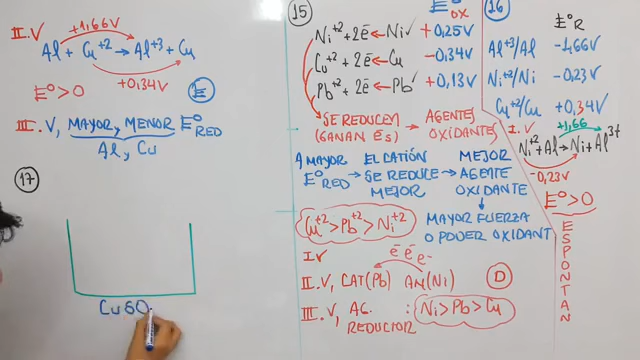 II.V
+1,66V
Al + Cu+2 → Al+3 + Cu
+0,34V
E° > 0
E
III.V, MAYOR, MENOR E°RED
Al, Cu
17
CuSO
15
E°OX
Ni+2 + 2ē ← Ni ✓ +0,25V
Cu+2 + 2ē ← Cu -0,34V
Pb+2 + 2ē ← Pb ✓ +0,13V
SE REDUCEN → AGENTES
(GANAN ēs) OXIDANTES
A MAYOR EL CATIÓN MEJOR
E°RED → SE REDUCE → AGENTE
MEJOR OXIDANTE
Cu+2 > Pb+2 > Ni+2
MAYOR FUERZA
O PODER OXIDANT
I.V
ē ē e-
II.V, CAT(Pb) AN(Ni)
D
III.V, AG. Ni > Pb > Cu
REDUCTOR
16
E°R
Al+3/Al -1,66V
Ni+2/Ni -0,23V
Cu+2/Cu +0,34V
I.V
+1,66
Ni+2 + Al → Ni + Al3+
-0,23V
E° > 0
ESPONTAN